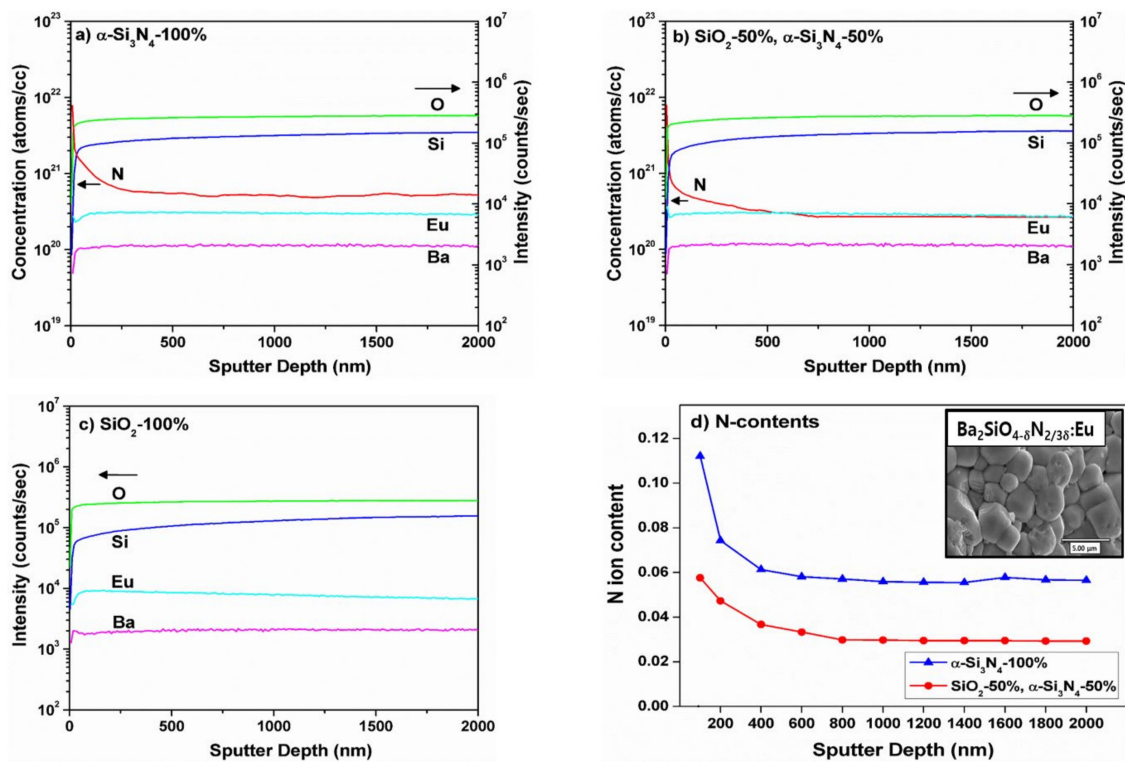 a) α-Si₃N₄-100%
Concentration (atoms/cc)
10²³
10²²
10²¹
10²⁰
10¹⁹
O
Si
N
Eu
Ba
10⁷
10⁶
10⁵
10⁴
10³
10²
Intensity (counts/sec)
0 500 1000 1500 2000
Sputter Depth (nm)
b) SiO₂-50%, α-Si₃N₄-50%
Concentration (atoms/cc)
10²³
10²²
10²¹
10²⁰
10¹⁹
O
Si
N
Eu
Ba
10⁷
10⁶
10⁵
10⁴
10³
10²
Intensity (counts/sec)
0 500 1000 1500 2000
Sputter Depth (nm)
c) SiO₂-100%
Intensity (counts/sec)
10⁷
10⁶
10⁵
10⁴
10³
10²
O
Si
Eu
Ba
0 500 1000 1500 2000
Sputter Depth (nm)
d) N-contents
Ba₂SiO₄₋δN₂/₃δ:Eu
5.00 µm
N ion content
0.12
0.10
0.08
0.06
0.04
0.02
0.00
α-Si₃N₄-100%
SiO₂-50%, α-Si₃N₄-50%
200 400 600 800 1000 1200 1400 1600 1800 2000
Sputter Depth (nm)